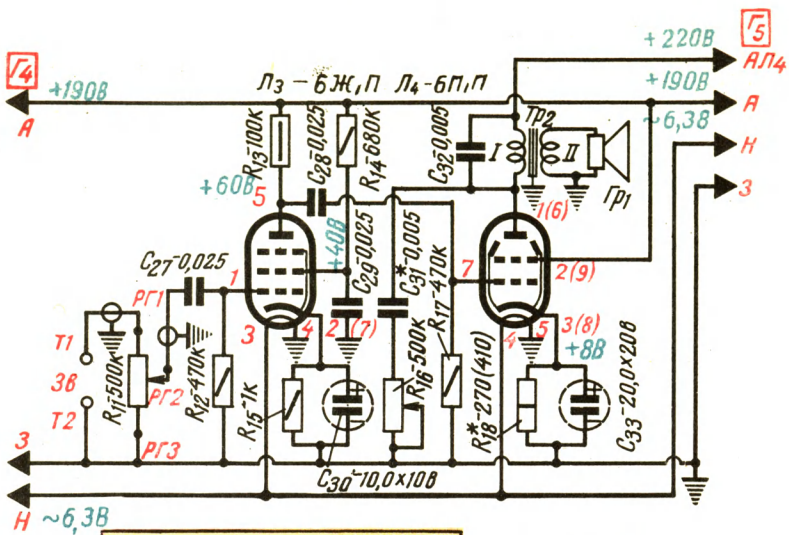 Г4
Г5
+220В
АЛ4
+190В
Л3 – 6Ж1П
Л4 – 6П1П
+190В
А
А
~6,3В
R13-100к
C28-0,025
R14-680к
C32-0,005
Тр2
I
II
Н
Гр1
З
+60В
5
+40В
1(6)
C27-0,025
1
C29-0,025
C31*-0,005
R17-470к
7
2(9)
РГ1
3
4
2
(7)
4
5
3(8)
+8В
Т1
Зв
Т2
R11-500к
РГ2
R12-470к
R15-1к
R16-500к
R18*-270(410)
C33-20,0×20В
РГ3
C30-10,0×10В
З
Н
~6,3В